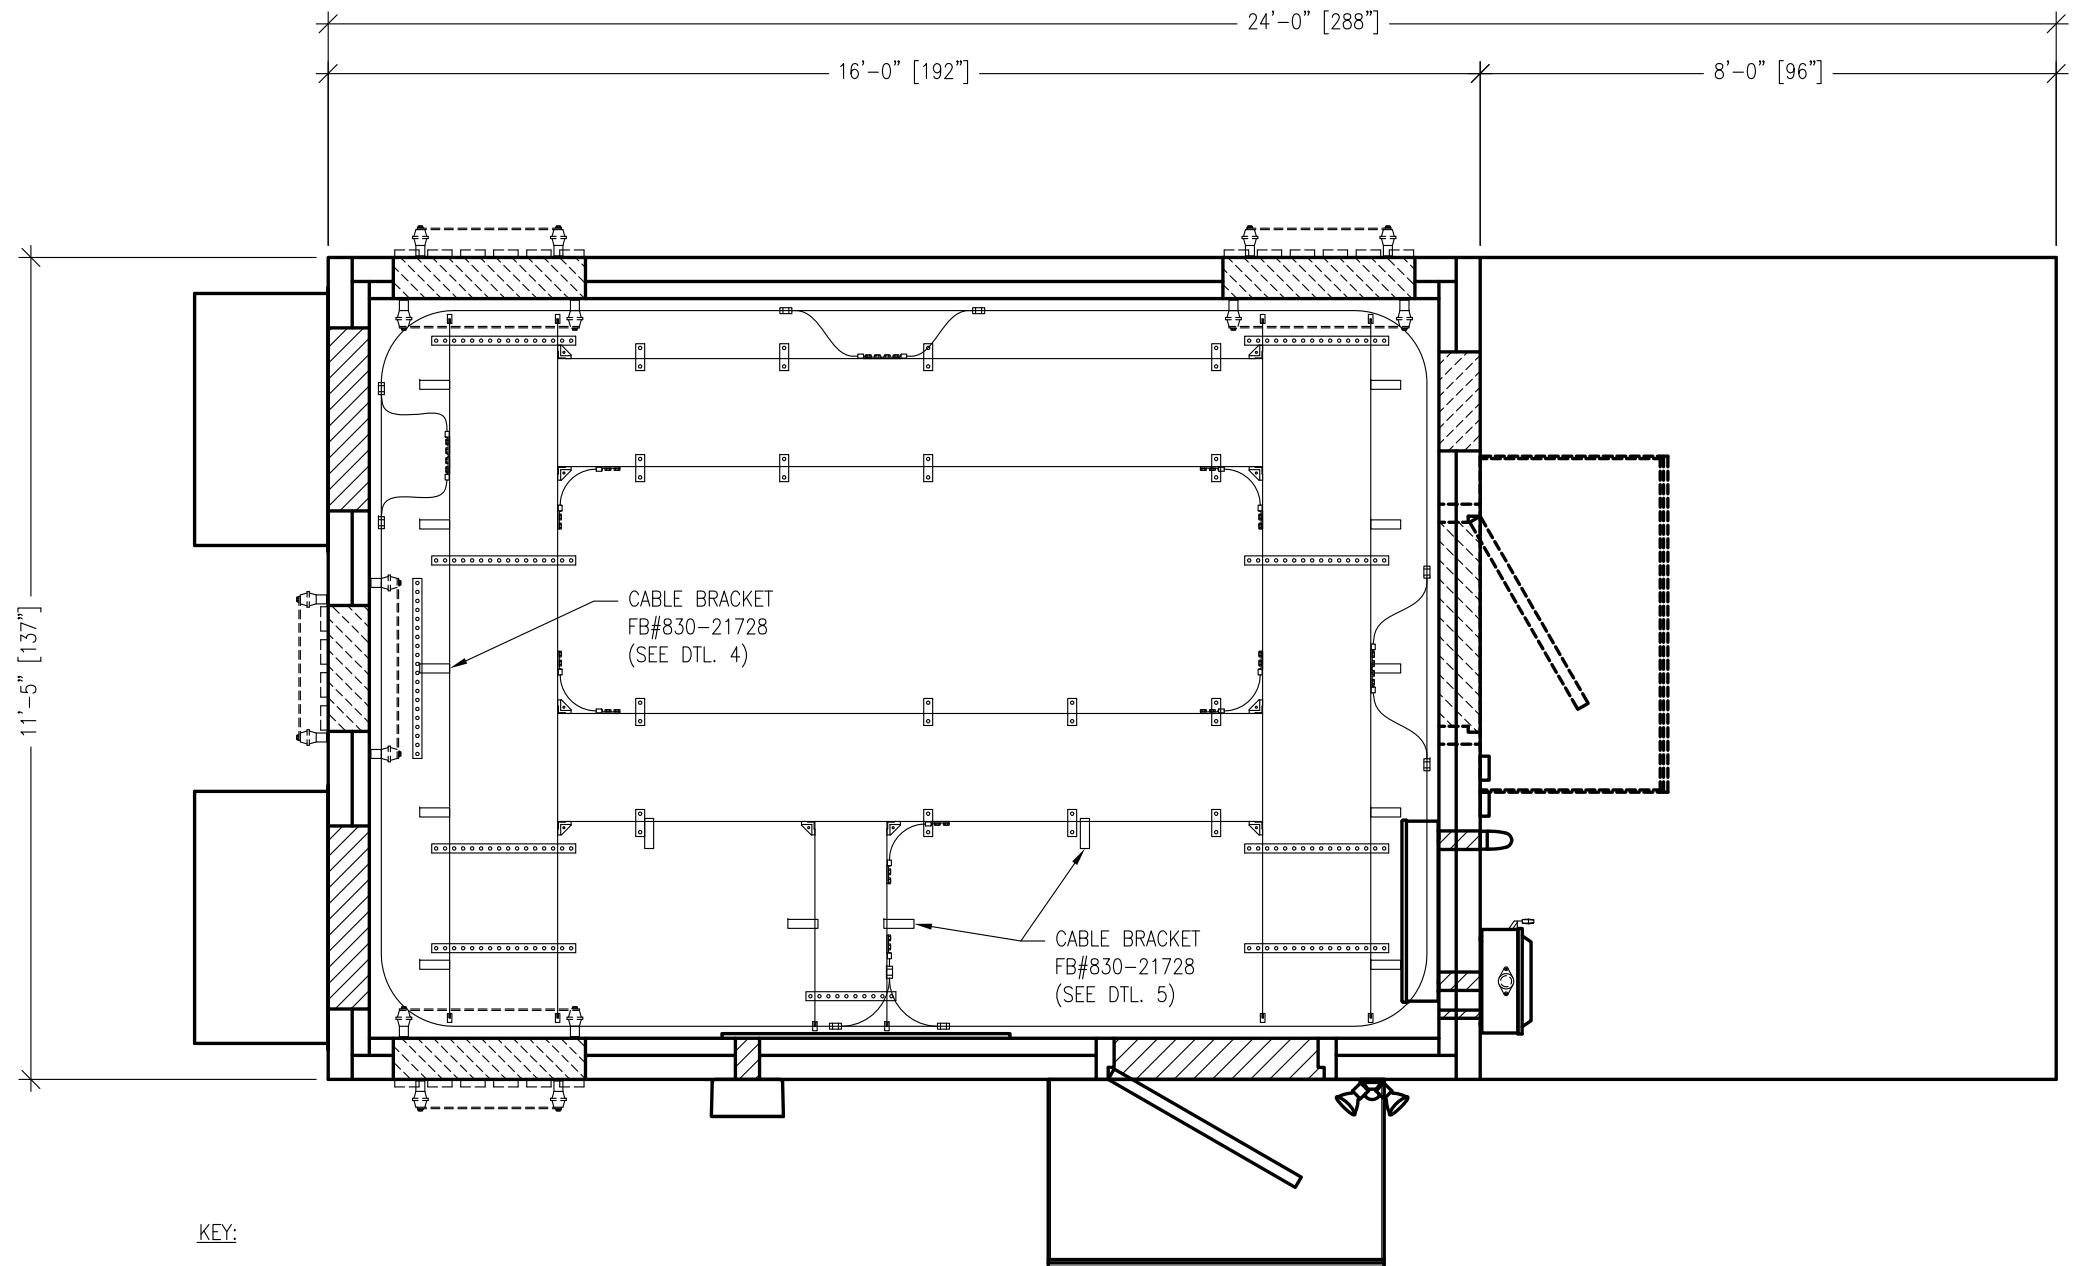 24'-0" [288"]
16'-0" [192"]
8'-0" [96"]
11'-5" [137"]
CABLE BRACKET
FB#830-21728
(SEE DTL. 4)
CABLE BRACKET
FB#830-21728
(SEE DTL. 5)
KEY: